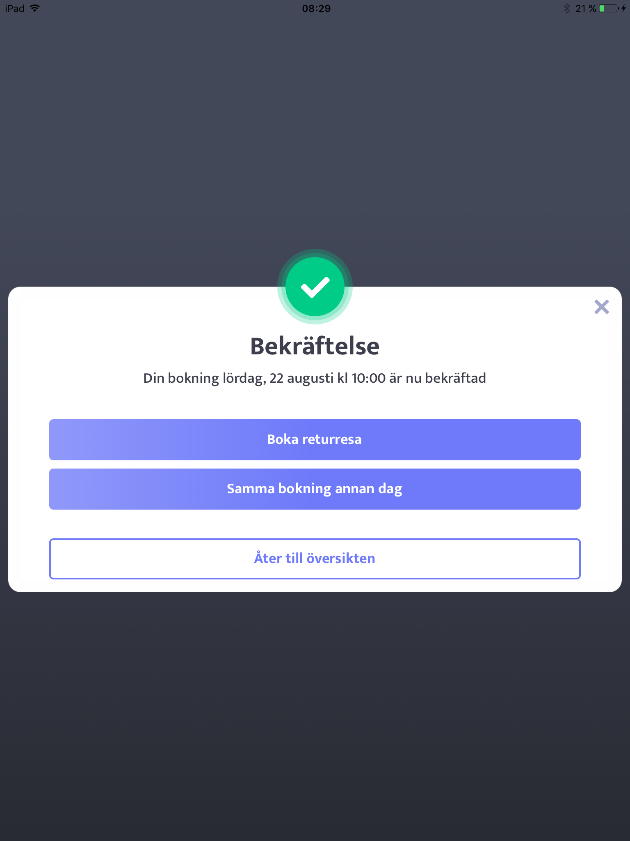 iPad 08:29 21 %
Bekräftelse
Din bokning lördag, 22 augusti kl 10:00 är nu bekräftad
Boka returresa
Samma bokning annan dag
Åter till översikten